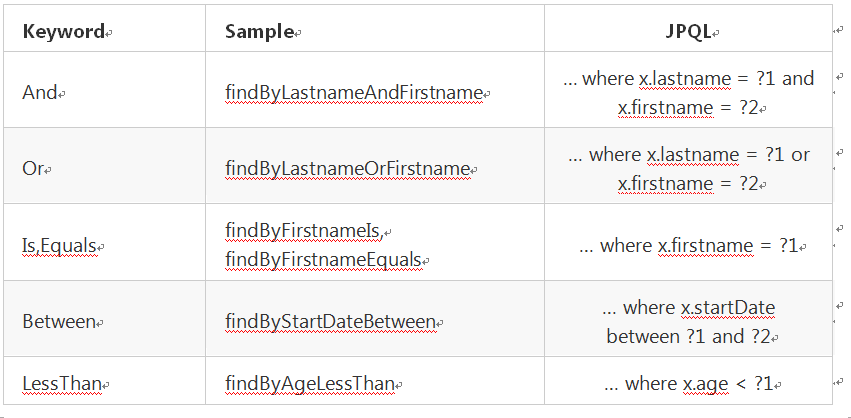 Keyword Sample JPQL
And findByLastnameAndFirstname … where x.lastname = ?1 and
x.firstname = ?2
Or findByLastnameOrFirstname … where x.lastname = ?1 or
x.firstname = ?2
Is,Equals findByFirstnameIs, … where x.firstname = ?1
findByFirstnameEquals
Between findByStartDateBetween … where x.startDate
between ?1 and ?2
LessThan findByAgeLessThan … where x.age < ?1